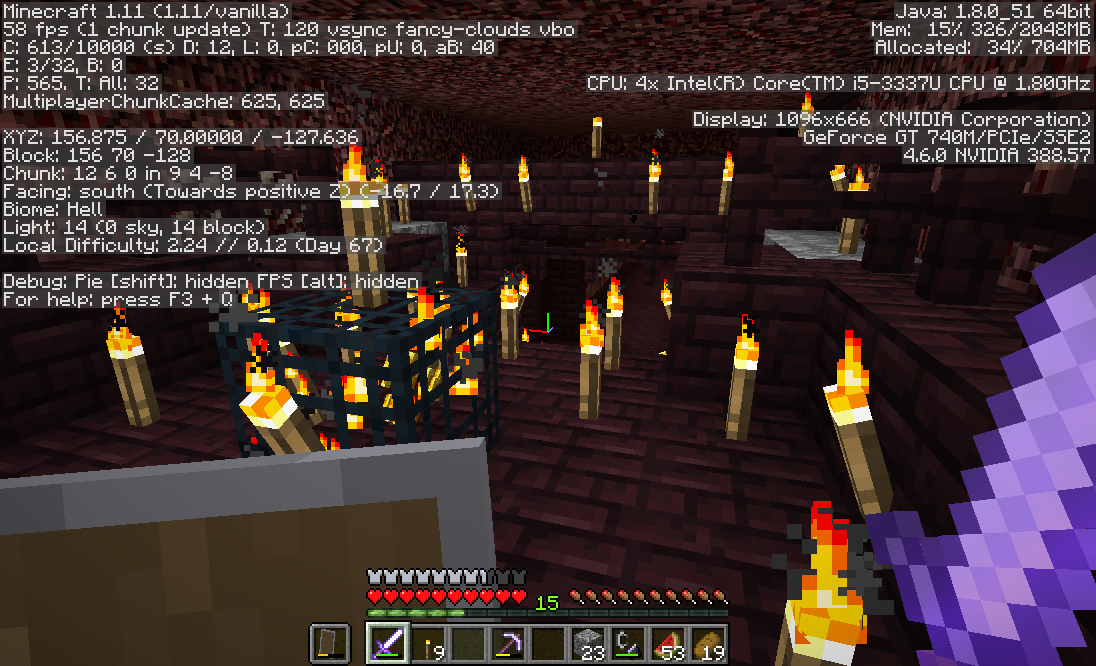 Minecraft 1.11 (1.11/vanilla)
58 fps (1 chunk update) T: 120 vsync fancy-clouds vbo
C: 613/10000 (s) D: 12, L: 0, pC: 000, pU: 0, aB: 40
E: 3/32, B: 0
P: 565. T: All: 32
MultiplayerChunkCache: 625, 625
XYZ: 156.875 / 70.00000 / -127.636
Block: 156 70 -128
Chunk: 12 6 0 in 9 4 -8
Facing: south (Towards positive Z) (-16.7 / 17.3)
Biome: Hell
Light: 14 (0 sky, 14 block)
Local Difficulty: 2.24 // 0.12 (Day 67)
Debug: Pie [shift]: hidden FPS [alt]: hidden
For help: press F3 + Q
Java: 1.8.0_51 64bit
Mem: 15% 326/2048MB
Allocated: 34% 704MB
CPU: 4x Intel(R) Core(TM) i5-3337U CPU @ 1.80GHz
Display: 1096x666 (NVIDIA Corporation)
GeForce GT 740M/PCIe/SSE2
4.6.0 NVIDIA 388.57
15
9
23
53
19